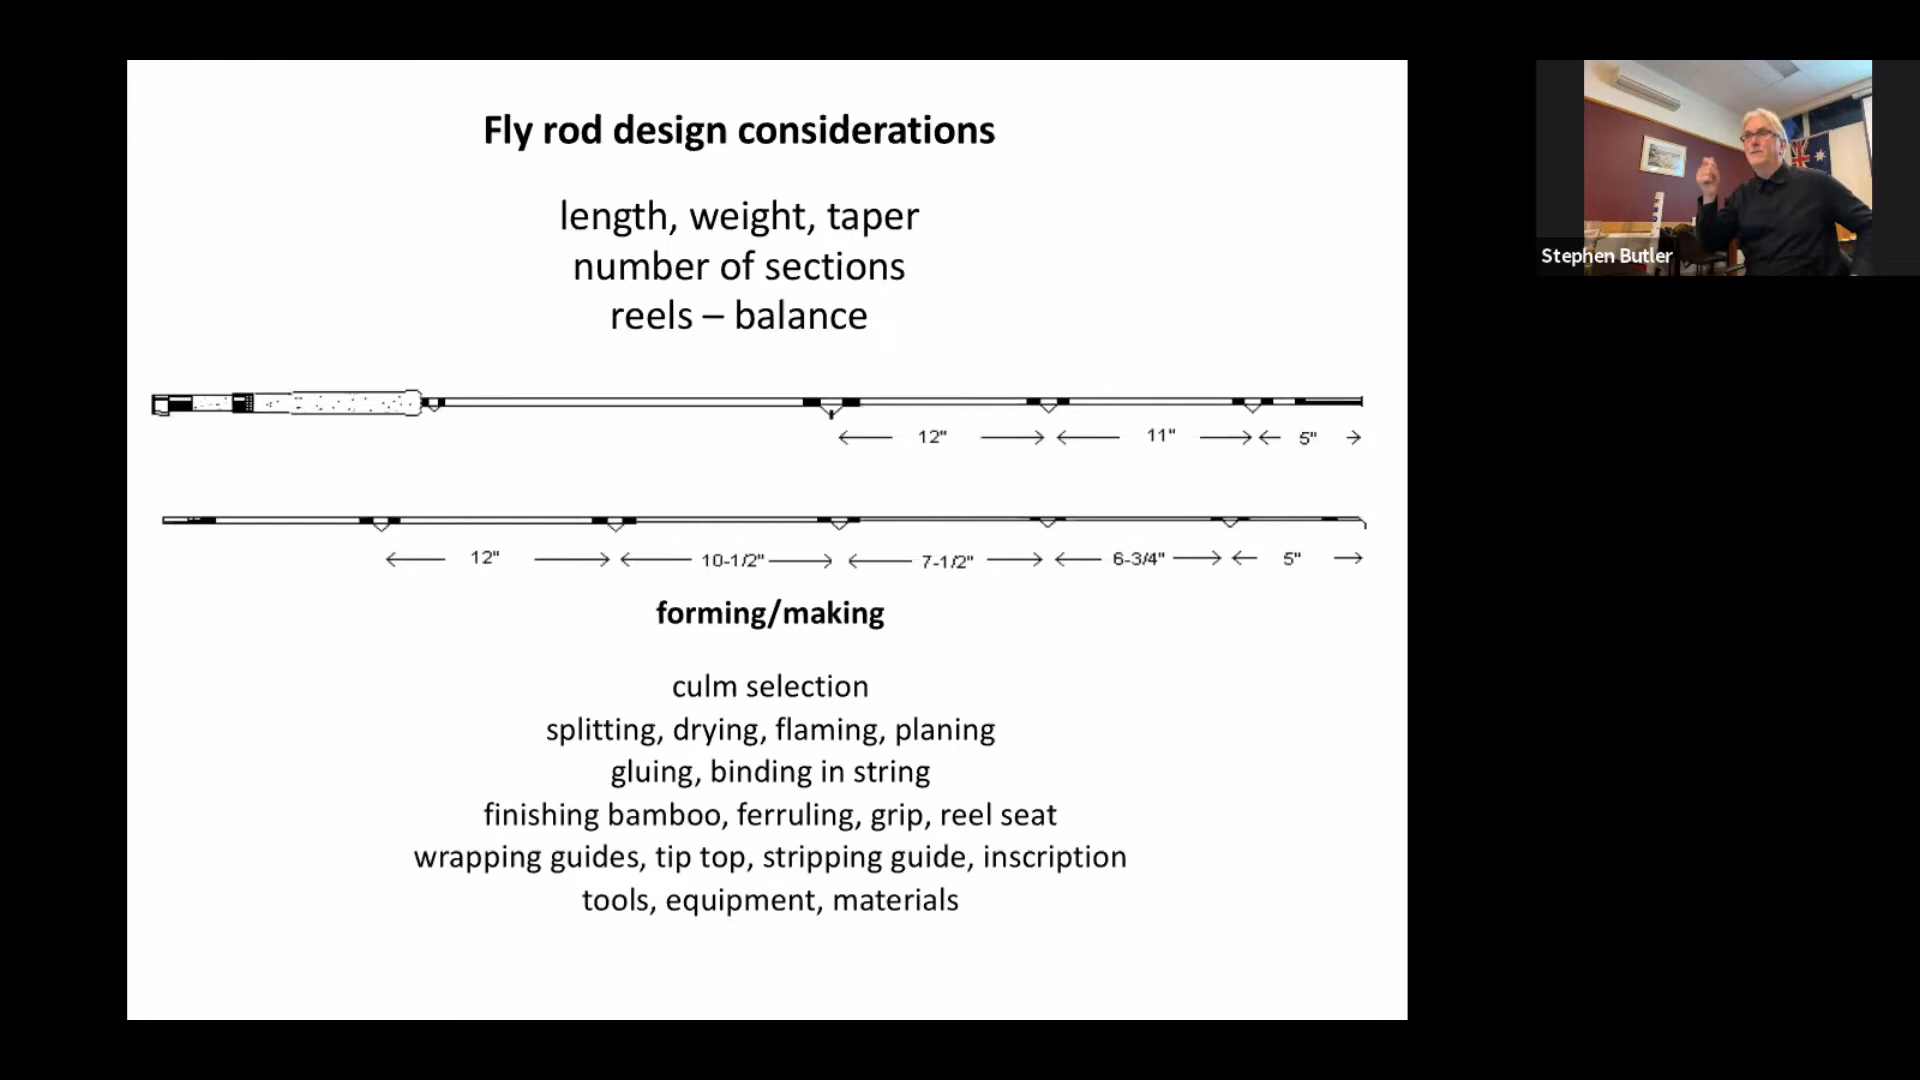 Fly rod design considerations
length, weight, taper
number of sections
reels – balance
12" 11" 5"
12" 10-1/2" 7-1/2" 6-3/4" 5"
forming/making
culm selection
splitting, drying, flaming, planing
gluing, binding in string
finishing bamboo, ferruling, grip, reel seat
wrapping guides, tip top, stripping guide, inscription
tools, equipment, materials
Stephen Butler